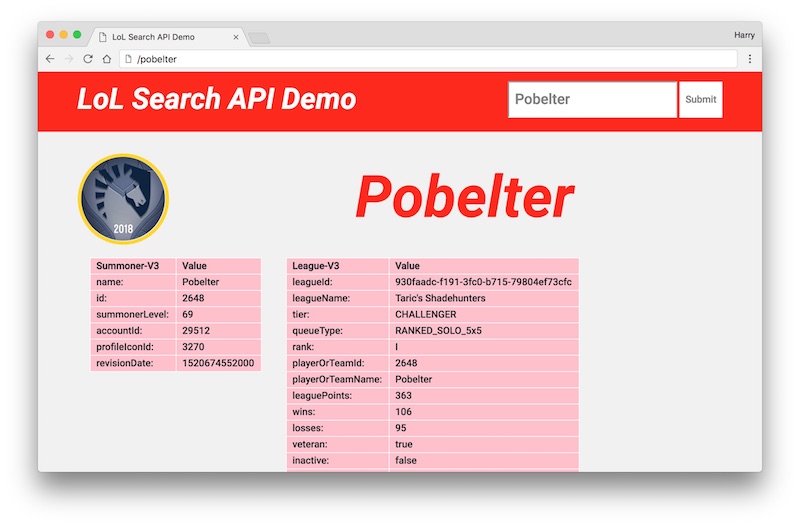 LoL Search API Demo
Harry
/pobelter
LoL Search API Demo
Pobelter
Submit
2018
Pobelter
Summoner-V3 Value
name: Pobelter
id: 2648
summonerLevel: 69
accountId: 29512
profileIconId: 3270
revisionDate: 1520674552000
League-V3 Value
leagueId: 930faadc-f191-3fc0-b715-79804ef73cfc
leagueName: Taric's Shadehunters
tier: CHALLENGER
queueType: RANKED_SOLO_5x5
rank: I
playerOrTeamId: 2648
playerOrTeamName: Pobelter
leaguePoints: 363
wins: 106
losses: 95
veteran: true
inactive: false